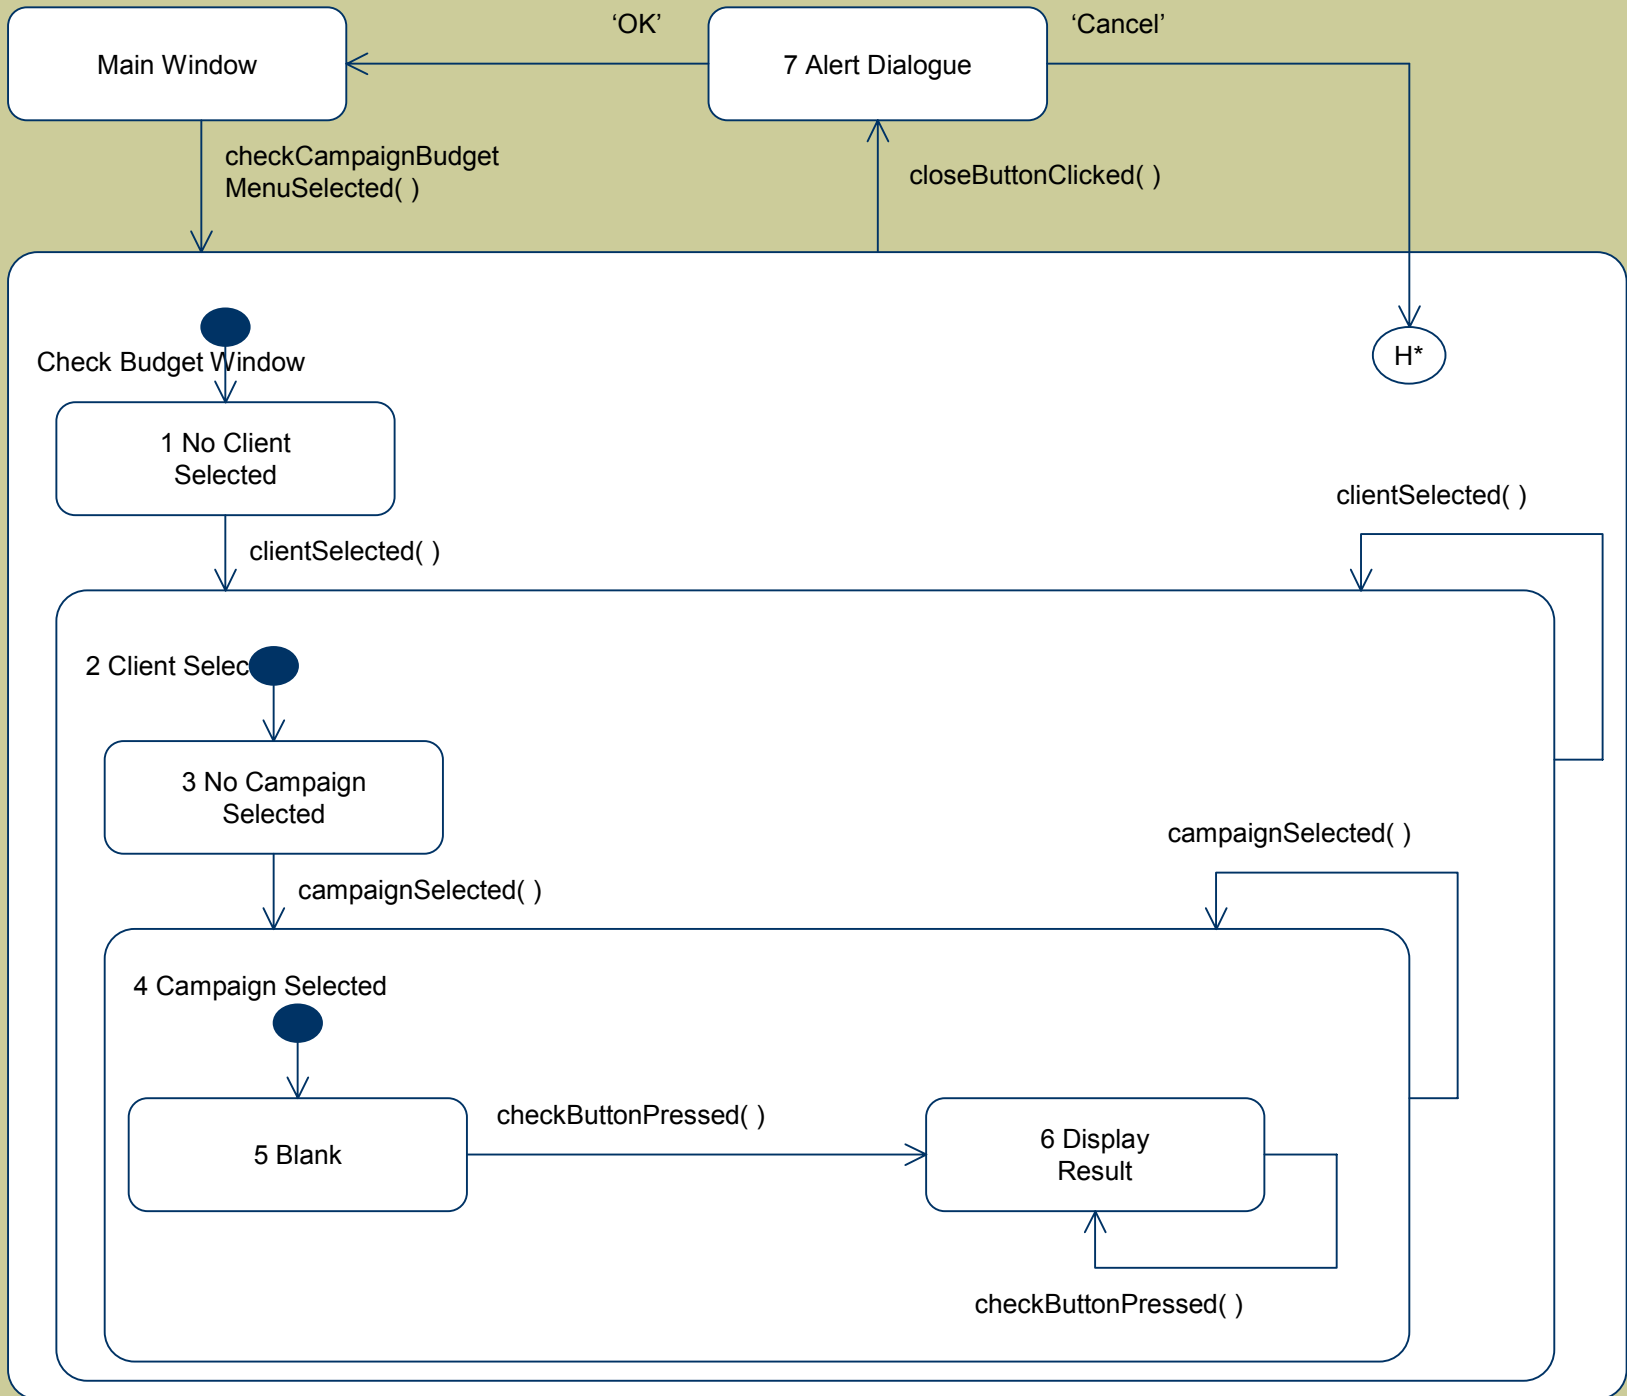 ‘OK’
‘Cancel’
Main Window
7 Alert Dialogue
checkCampaignBudget
MenuSelected( )
closeButtonClicked( )
Check Budget Window
H*
1 No Client
Selected
clientSelected( )
clientSelected( )
2 Client Selec
3 No Campaign
Selected
campaignSelected( )
campaignSelected( )
4 Campaign Selected
5 Blank
checkButtonPressed( )
6 Display
Result
checkButtonPressed( )